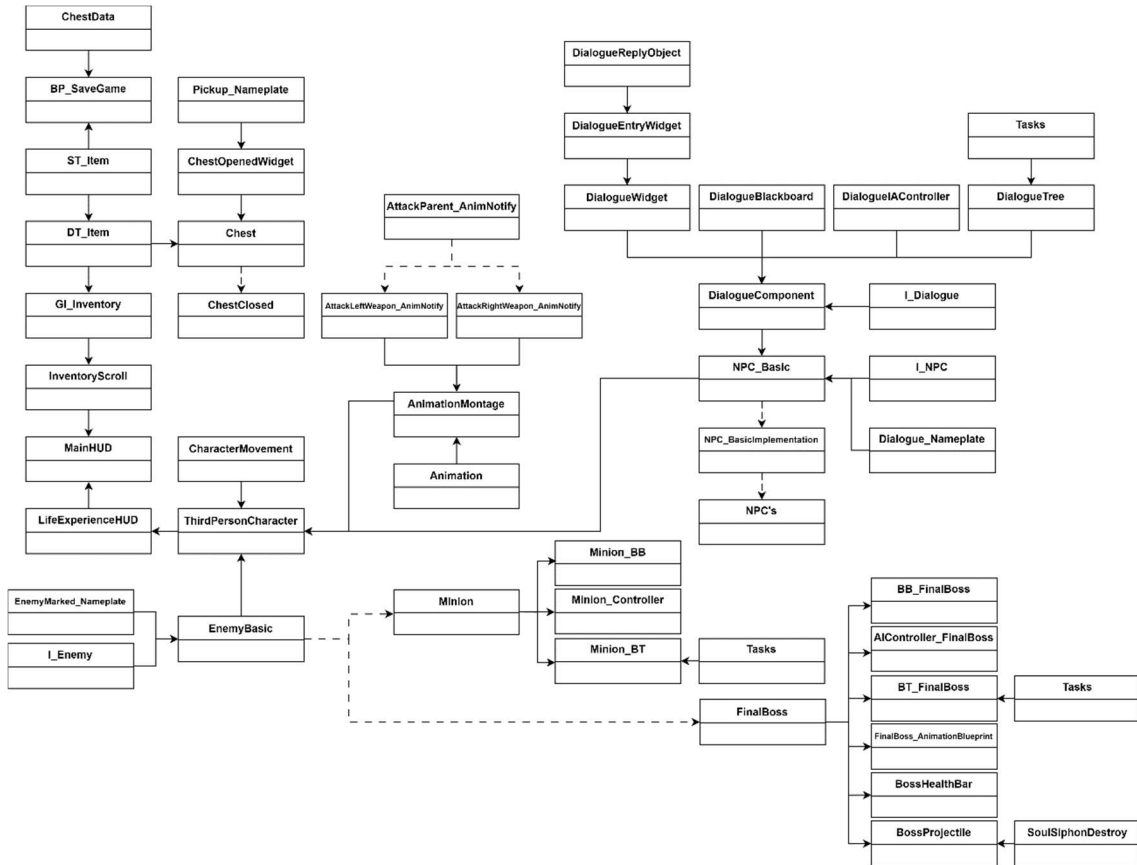 ChestData
DialogueReplyObject
BP_SaveGame
Pickup_Nameplate
DialogueEntryWidget
Tasks
ST_Item
ChestOpenedWidget
DialogueWidget
DialogueBlackboard
DialogueIAController
DialogueTree
AttackParent_AnimNotify
DT_Item
Chest
GI_Inventory
ChestClosed
AttackLeftWeapon_AnimNotify
AttackRightWeapon_AnimNotify
DialogueComponent
I_Dialogue
InventoryScroll
NPC_Basic
I_NPC
AnimationMontage
MainHUD
CharacterMovement
NPC_BasicImplementation
Dialogue_Nameplate
Animation
LifeExperienceHUD
ThirdPersonCharacter
NPC's
Minion_BB
EnemyMarked_Nameplate
Minion
Minion_Controller
BB_FinalBoss
EnemyBasic
AIController_FinalBoss
I_Enemy
Minion_BT
Tasks
BT_FinalBoss
Tasks
FinalBoss
FinalBoss_AnimationBlueprint
BossHealthBar
BossProjectile
SoulSiphonDestroy